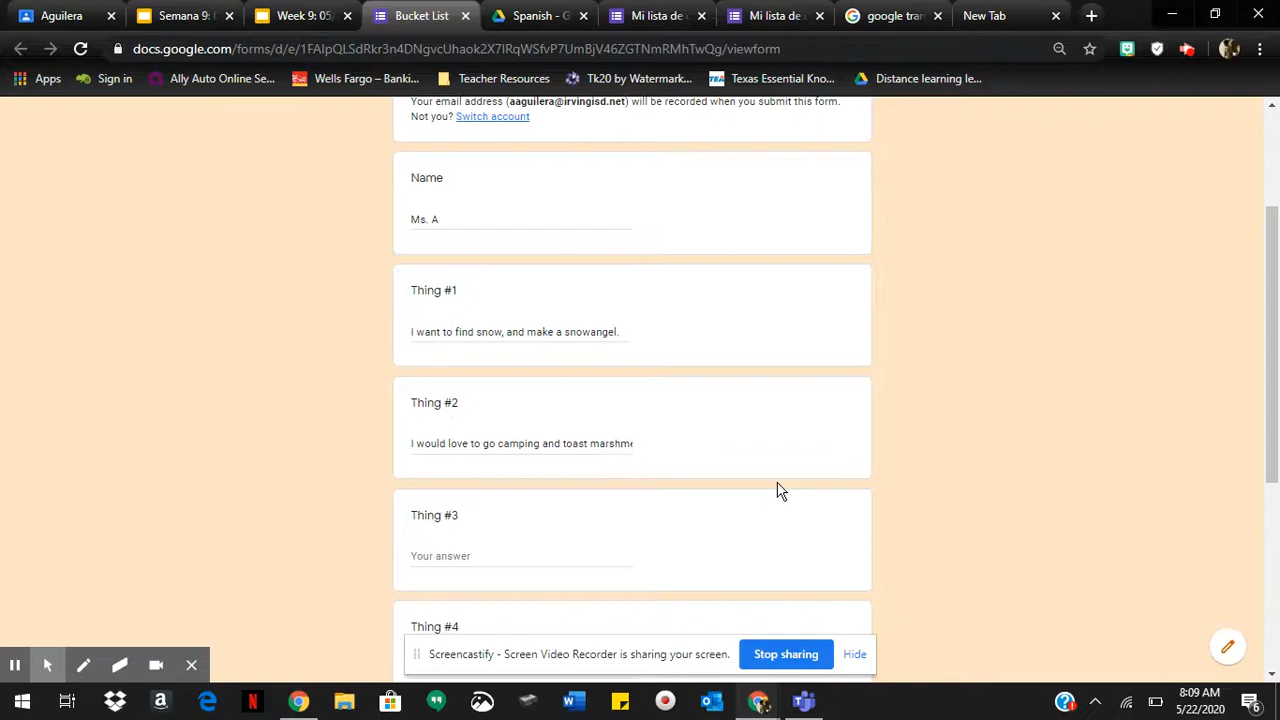 Aguilera
Semana 9: (
Week 9: 05/
Bucket List
Spanish - G
Mi lista de
Mi lista de
google tran
New Tab
docs.google.com/forms/d/e/1FAIpQLSdRkr3n4DNgvcUhaok2X7IRqWSfvP7UmBjV46ZGTNmRMhTwQg/viewform
Apps
Sign in
Ally Auto Online Se...
Wells Fargo – Banki...
Teacher Resources
Tk20 by Watermark...
TEA
Texas Essential Kno...
Distance learning le...
Your email address (aaguilera@irvingisd.net) will be recorded when you submit this form.
Not you? Switch account
Name
Ms. A
Thing #1
I want to find snow, and make a snowangel.
Thing #2
I would love to go camping and toast marshme
Thing #3
Your answer
Thing #4
Screencastify - Screen Video Recorder is sharing your screen.
Stop sharing
Hide
8:09 AM
5/22/2020
6